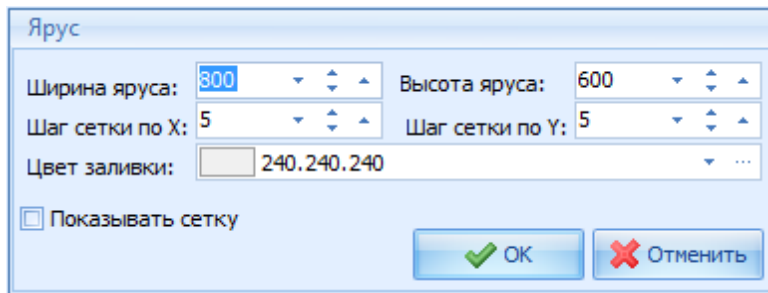 Ярус
Ширина яруса: 800 Высота яруса: 600
Шаг сетки по X: 5 Шаг сетки по Y: 5
Цвет заливки: 240.240.240 ...
Показывать сетку
OK Отменить